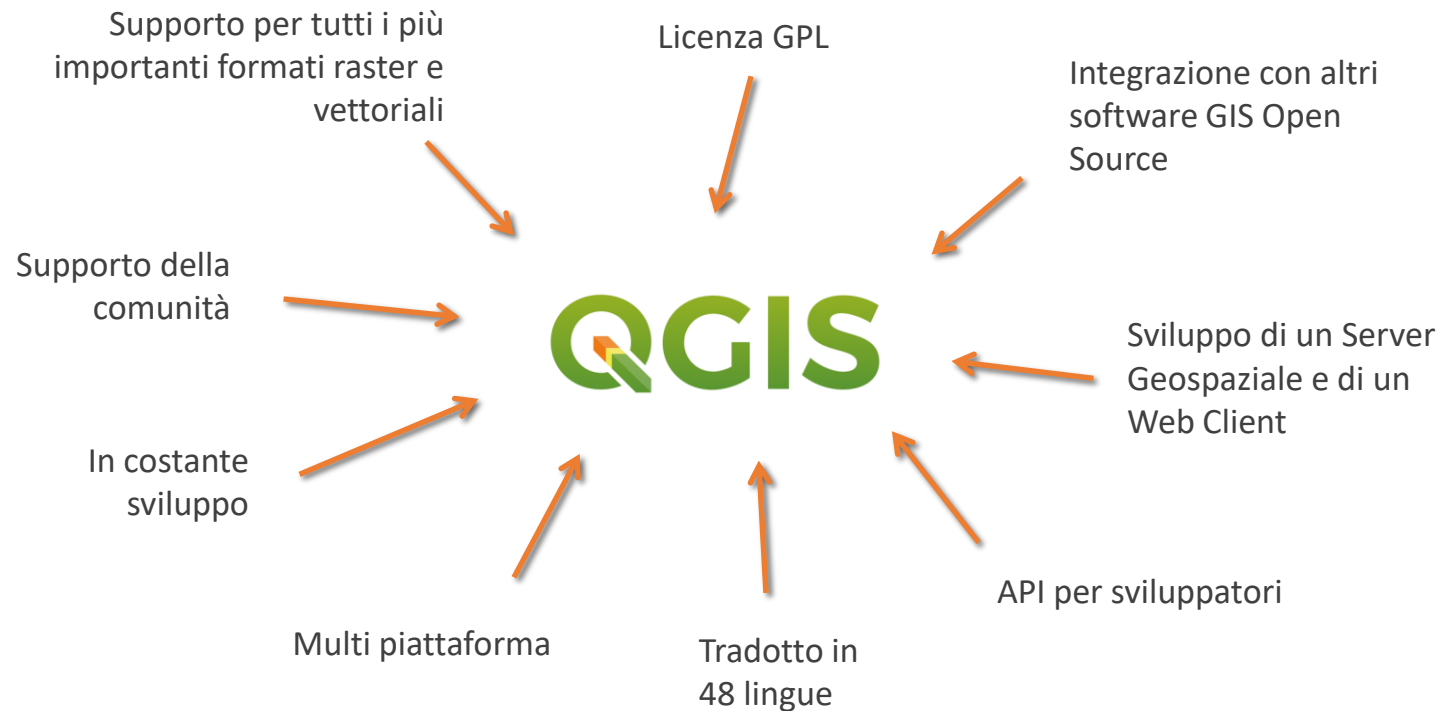 Supporto per tutti i più
importanti formati raster e
vettoriali
Licenza GPL
Integrazione con altri
software GIS Open
Source
Supporto della
comunità
QGIS
Sviluppo di un Server
Geospaziale e di un
Web Client
In costante
sviluppo
API per sviluppatori
Multi piattaforma
Tradotto in
48 lingue